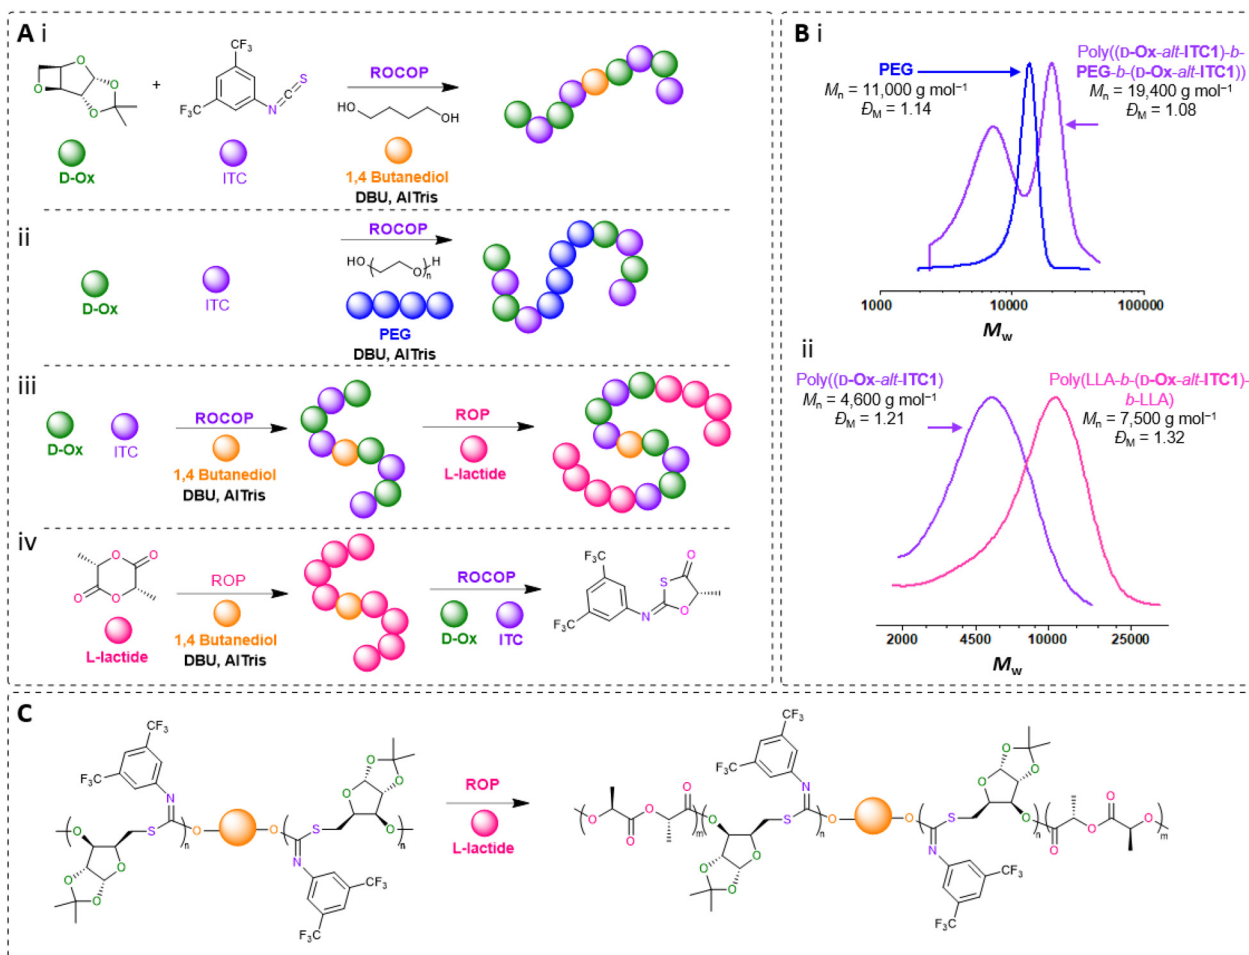 A i
CF₃
O
O
O
O
+
F₃C
N
C
S
D-Ox
ITC
ROCOP
HO
OH
1,4 Butanediol
DBU, AlTris
ii
D-Ox
ITC
ROCOP
HO
O
H
n
PEG
DBU, AlTris
iii
D-Ox
ITC
ROCOP
1,4 Butanediol
DBU, AlTris
ROP
L-lactide
iv
O
O
O
O
L-lactide
ROP
1,4 Butanediol
DBU, AlTris
ROCOP
D-Ox
ITC
F₃C
CF₃
N
S
O
O
B i
PEG
Mn = 11,000 g mol⁻¹
ĐM = 1.14
Poly((D-Ox-alt-ITC1)-b-
PEG-b-(D-Ox-alt-ITC1))
Mn = 19,400 g mol⁻¹
ĐM = 1.08
1000 10000 100000
Mw
ii
Poly((D-Ox-alt-ITC1)
Mn = 4,600 g mol⁻¹
ĐM = 1.21
Poly(LLA-b-(D-Ox-alt-ITC1)-
b-LLA)
Mn = 7,500 g mol⁻¹
ĐM = 1.32
2000 4500 10000 25000
Mw
C
CF₃
F₃C
N
O
S
n
O
O
O
O
O
O
S
n
O
O
O
O
N
CF₃
F₃C
ROP
L-lactide
O
O
O
O
m
O
S
n
CF₃
F₃C
N
O
O
O
O
O
S
n
O
O
O
O
N
CF₃
F₃C
O
O
O
O
m